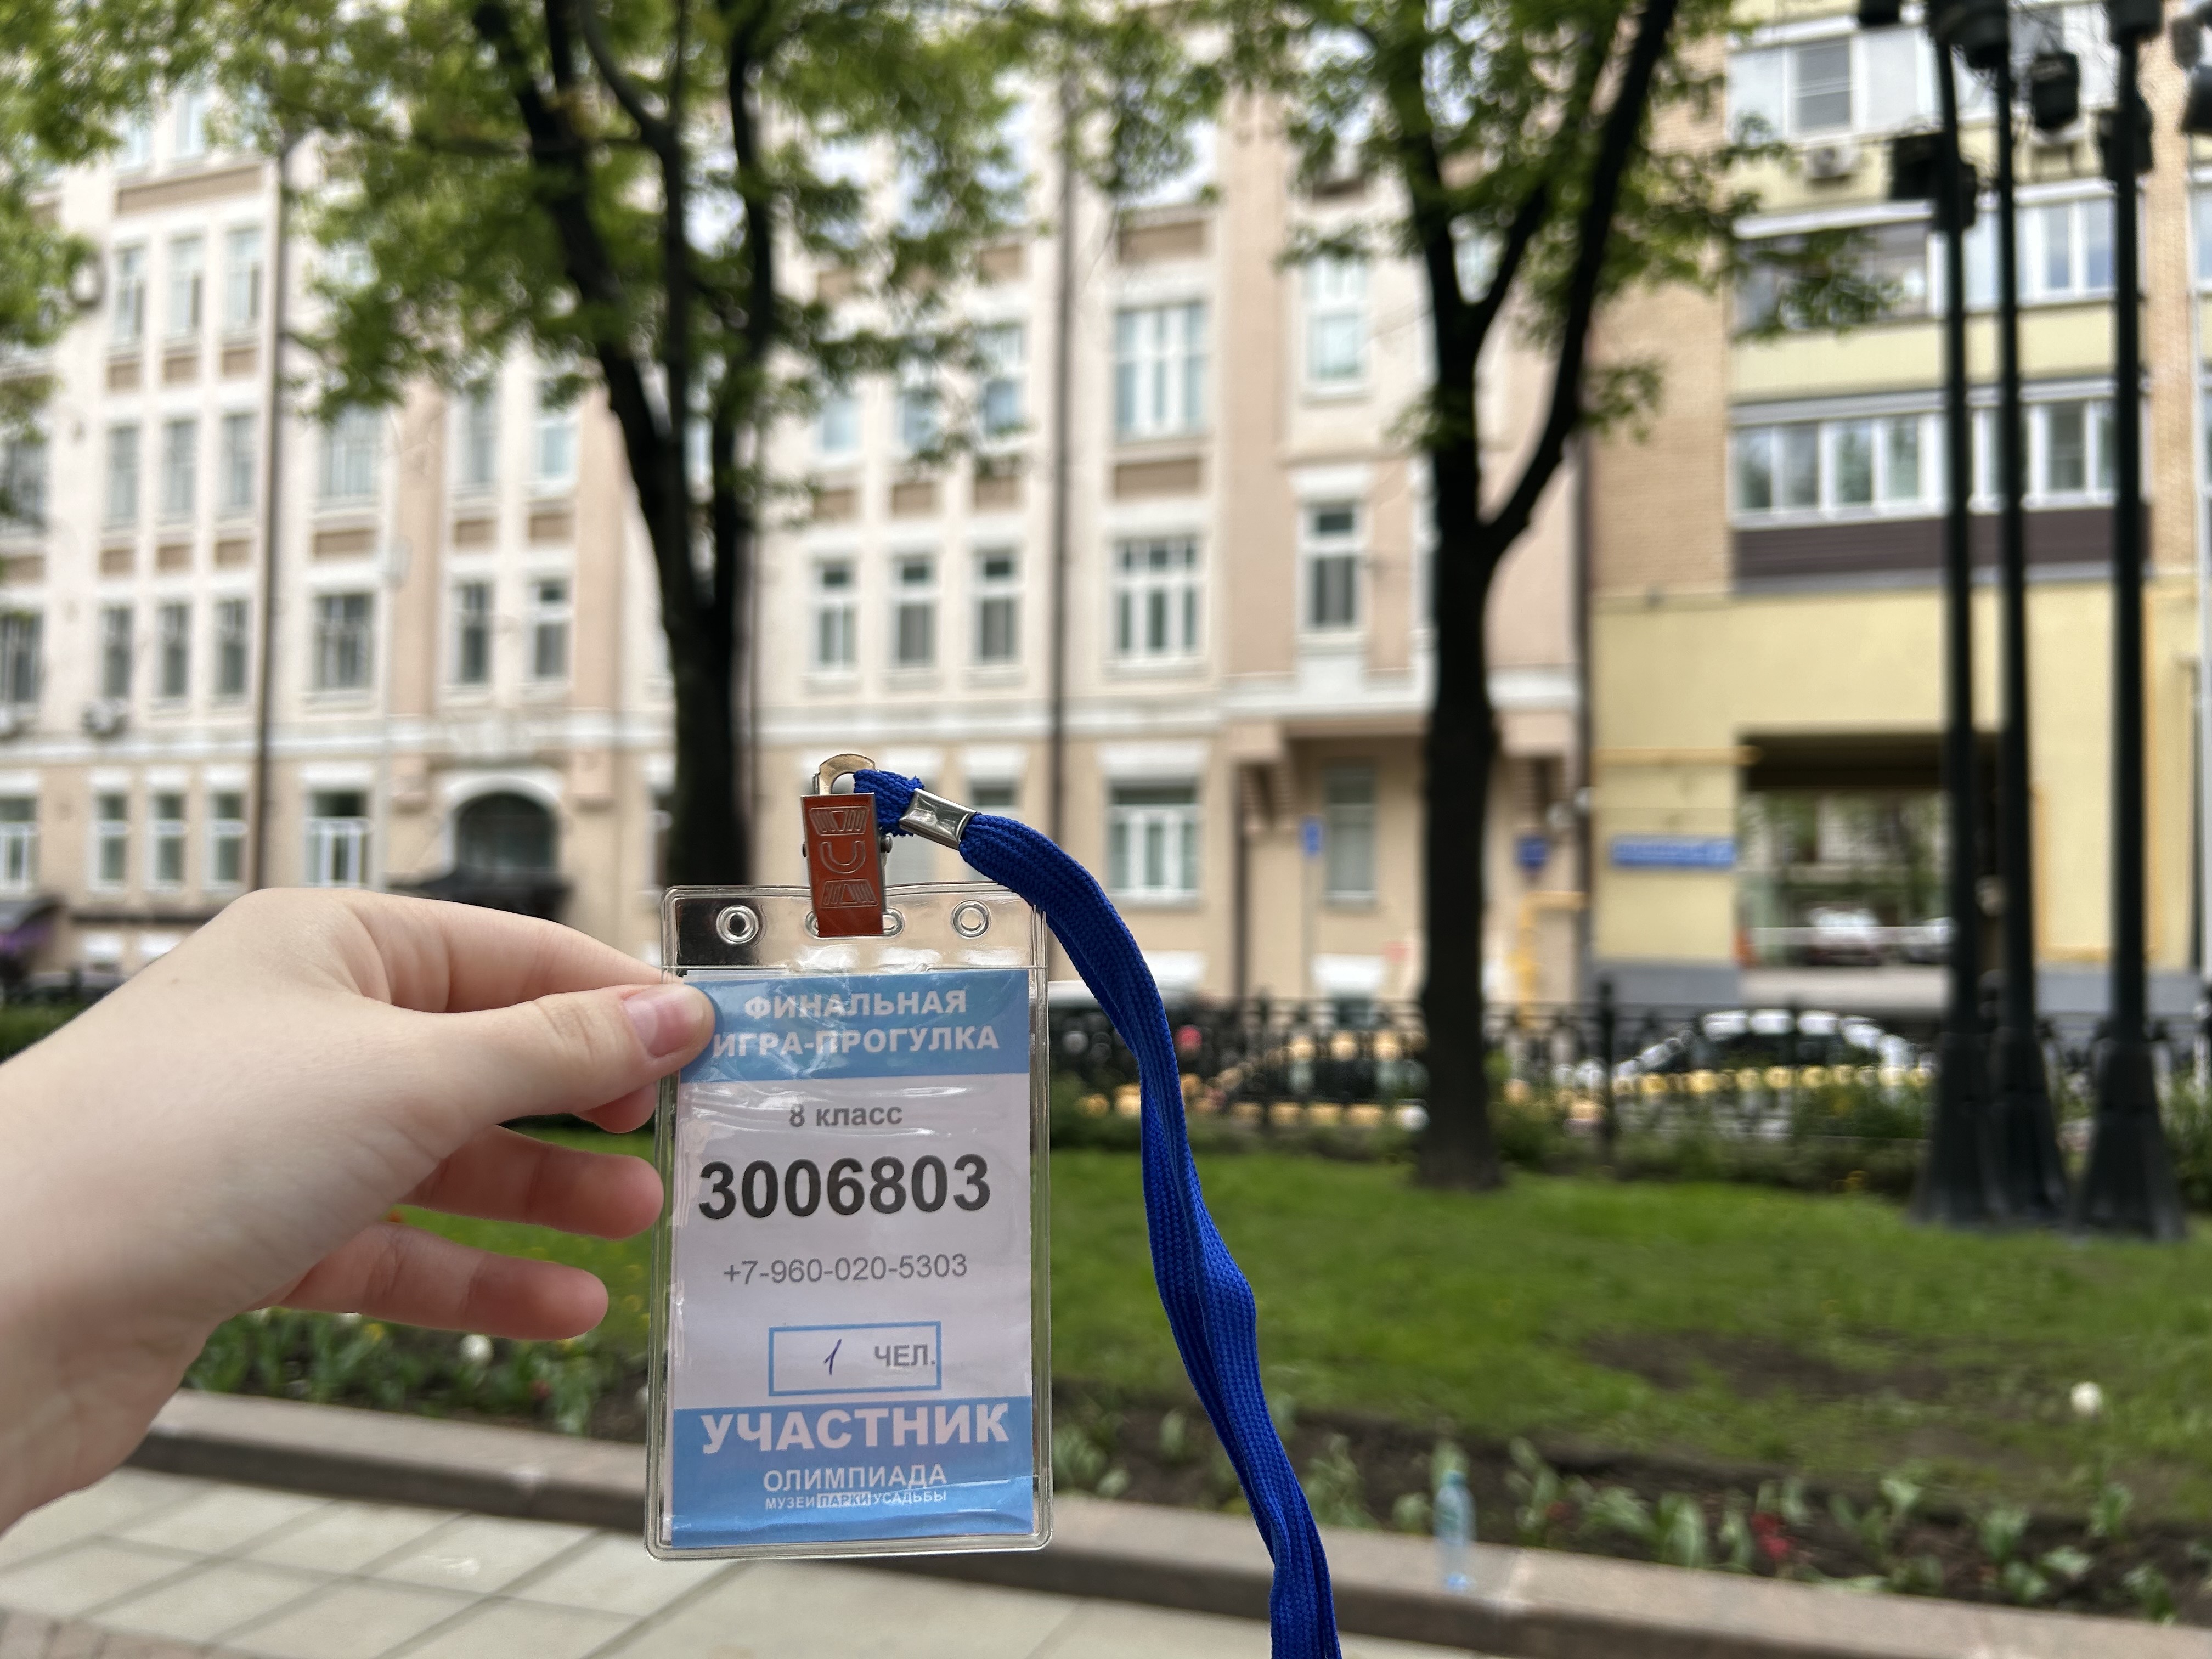 ФИНАЛЬНАЯ
ИГРА-ПРОГУЛКА
8 класс
3006803
+7-960-020-5303
1 ЧЕЛ.
УЧАСТНИК
ОЛИМПИАДА
МУЗЕИ ПАРКИ УСАДЬБЫ